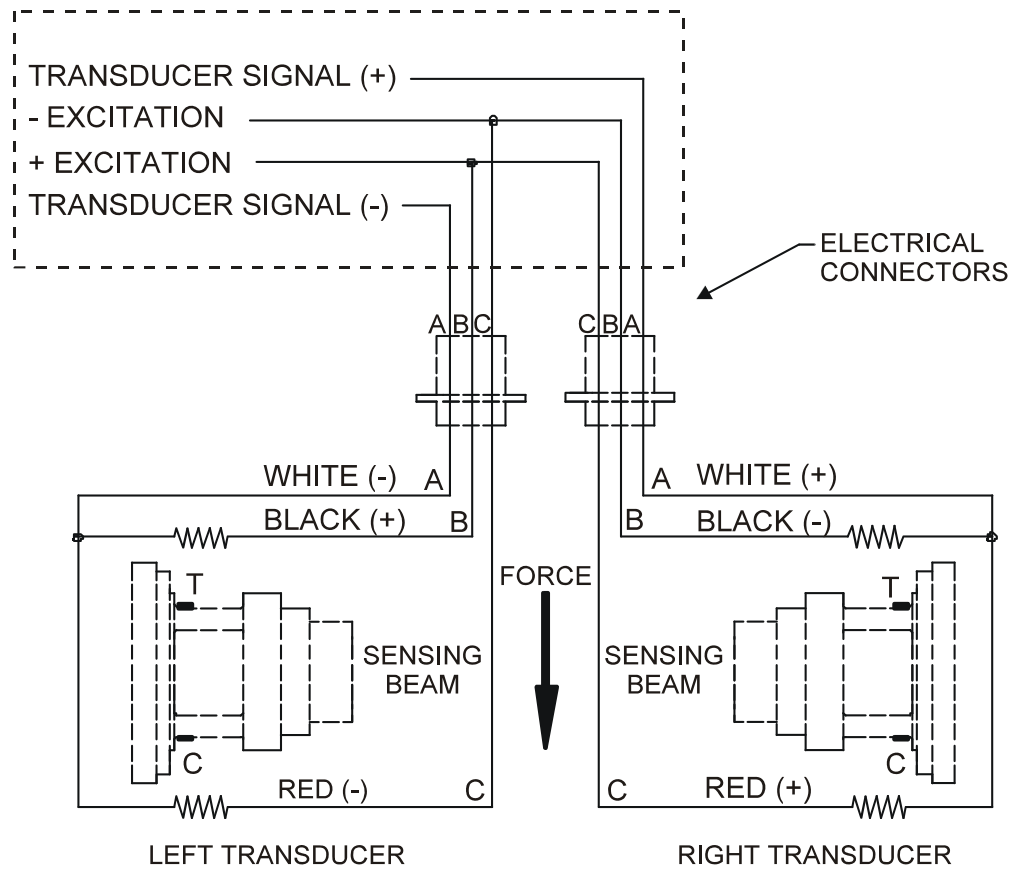 TRANSDUCER SIGNAL (+)
- EXCITATION
+ EXCITATION
TRANSDUCER SIGNAL (-)
ELECTRICAL
CONNECTORS
A B C
C B A
WHITE (-) A
A WHITE (+)
BLACK (+) B
B BLACK (-)
T
FORCE
T
SENSING
BEAM
SENSING
BEAM
C
C
RED (-) C
C RED (+)
LEFT TRANSDUCER
RIGHT TRANSDUCER